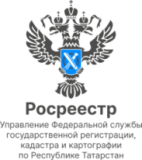 Росреестр
Управление Федеральной службы
государственной регистрации,
кадастра и картографии
по Республике Татарстан